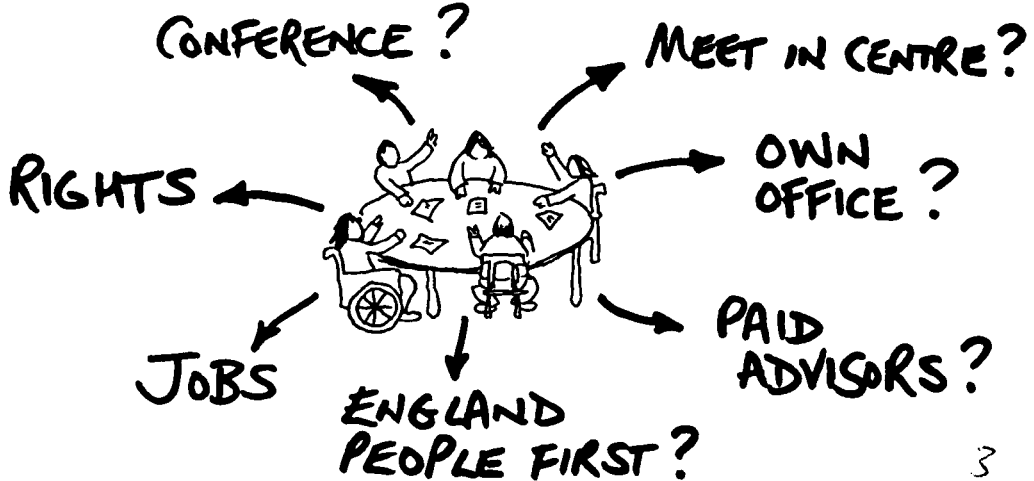 CONFERENCE?
MEET IN CENTRE?
RIGHTS
OWN
OFFICE?
JOBS
PAID
ADVISORS?
ENGLAND
PEOPLE FIRST?
3